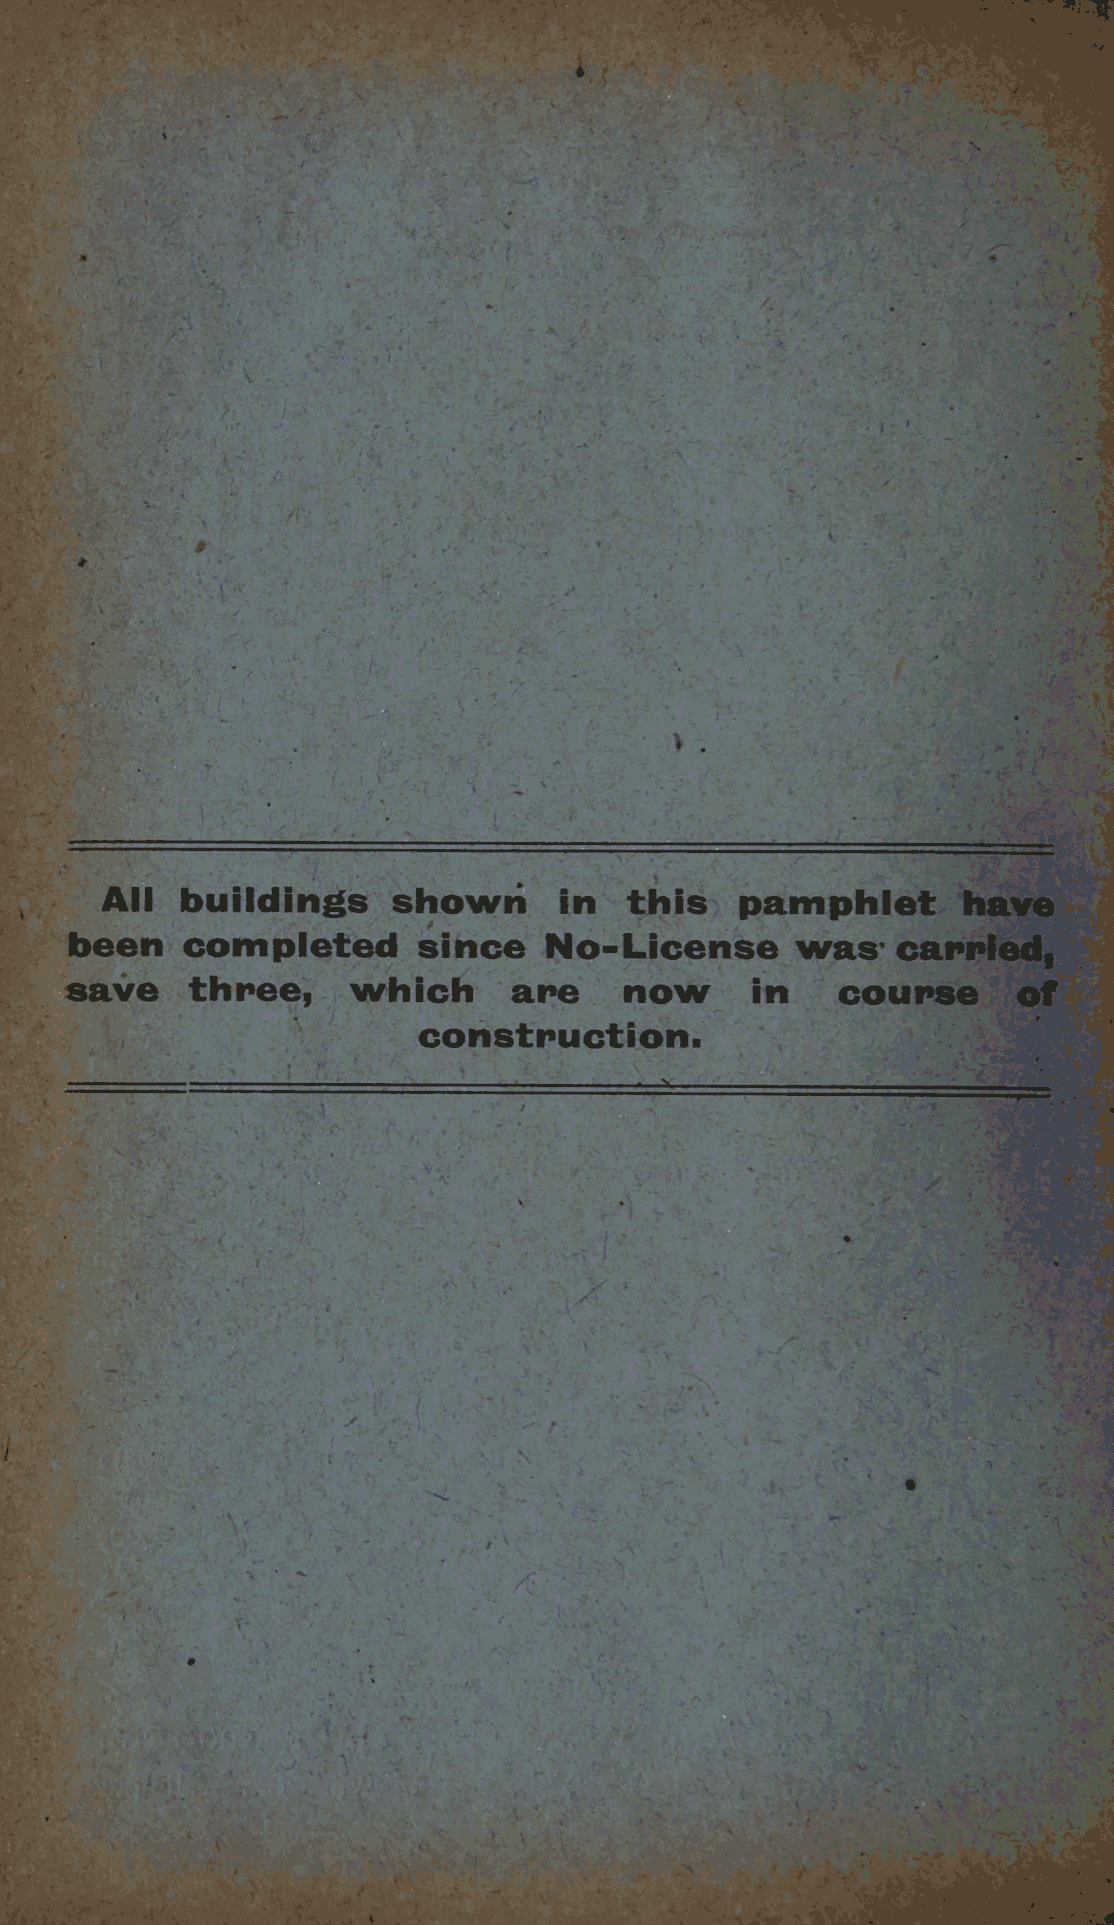 All buildings shown in this pamphlet have
been completed since No-License was carried,
save three, which are now in course of
construction.